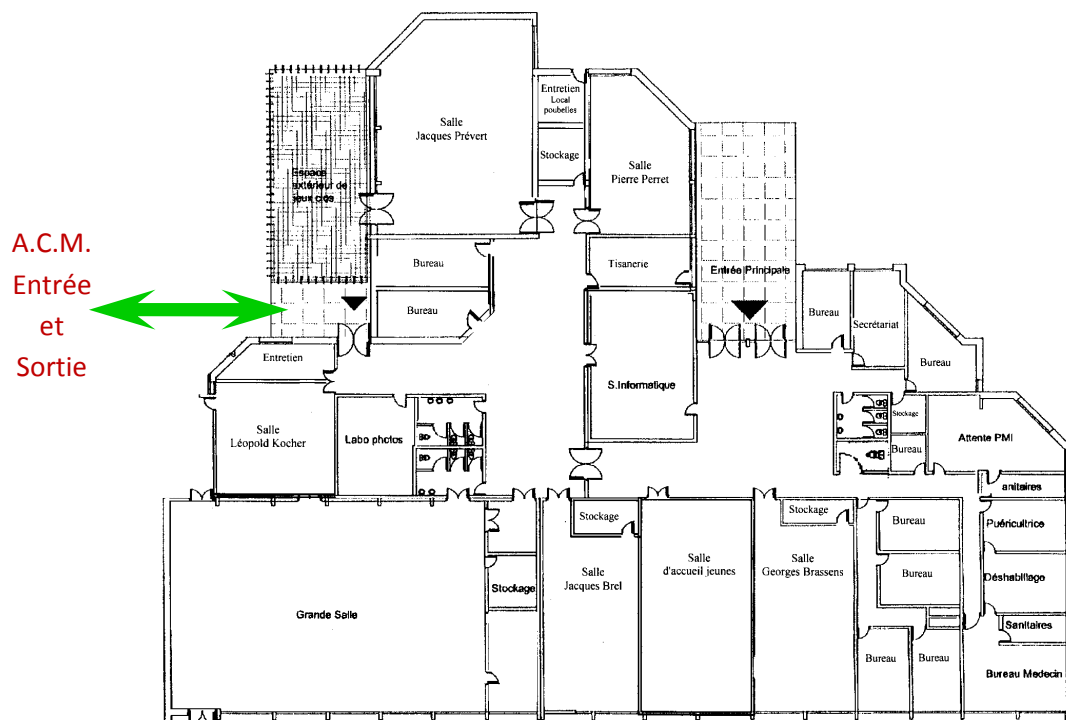 A.C.M.
Entrée
et
Sortie
Espace
extérieur de
jeux clos
Salle
Jacques Prévert
Entretien
Local
poubelles
Stockage
Salle
Pierre Perret
Bureau
Bureau
Tisanerie
Entrée Principale
Bureau
Secrétariat
Bureau
Entretien
S.Informatique
Salle
Léopold Kocher
Labo photos
Stockage
Bureau
Attente PMI
anitaires
Stockage
Stockage
Bureau
Puéricultrice
Salle
Jacques Brel
Salle
d'accueil jeunes
Salle
Georges Brassens
Stockage
Bureau
Déshabillage
Grande Salle
Sanitaires
Bureau
Bureau
Bureau Medecin